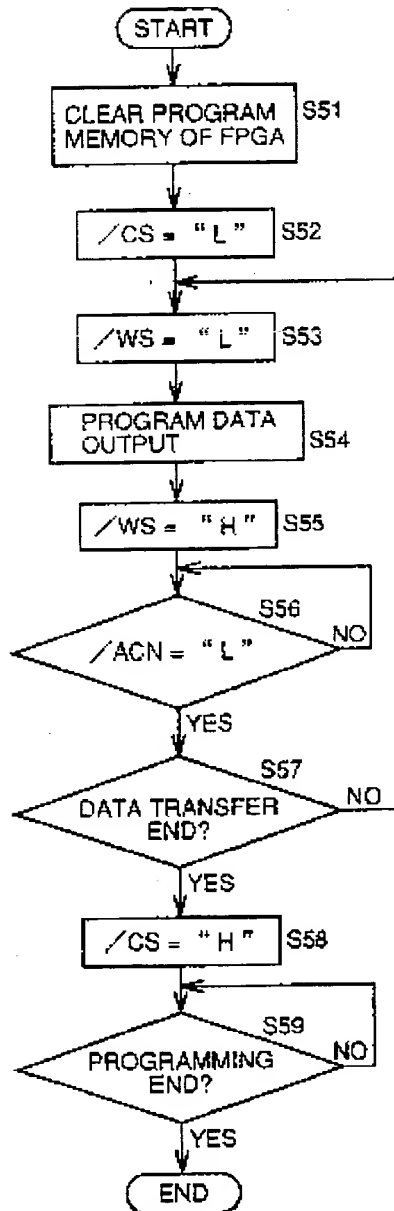 START
CLEAR PROGRAM
MEMORY OF FPGA
S51
/CS = "L"
S52
/WS = "L"
S53
PROGRAM DATA
OUTPUT
S54
/WS = "H"
S55
S56
/ACN = "L"
NO
YES
S57
DATA TRANSFER
END?
NO
YES
/CS = "H"
S58
S59
PROGRAMMING
END?
NO
YES
END